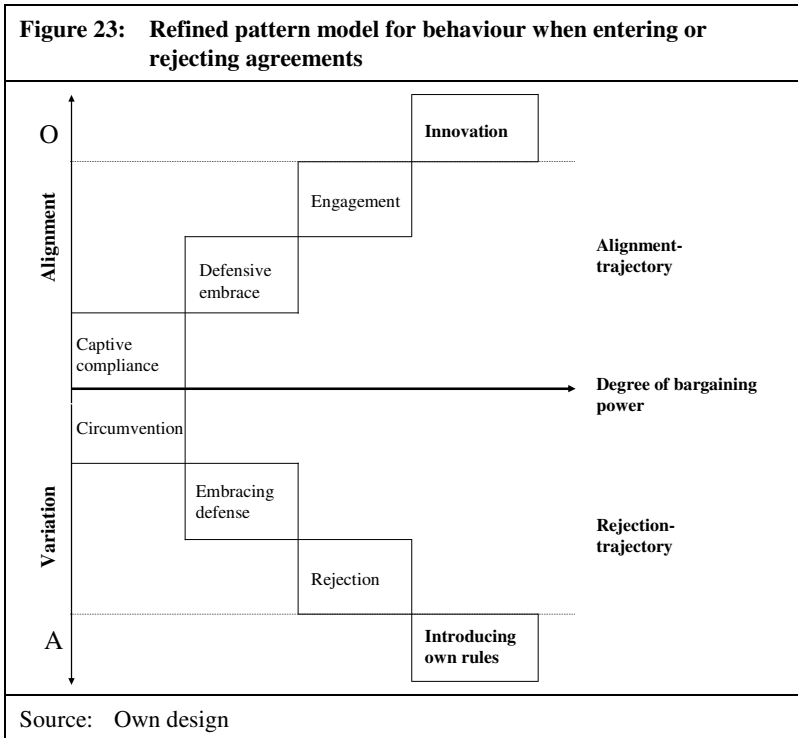 Figure 23: Refined pattern model for behaviour when entering or
rejecting agreements
O
Innovation
Alignment
Engagement
Alignment-
trajectory
Defensive
embrace
Captive
compliance
Degree of bargaining
power
Circumvention
Variation
Embracing
defense
Rejection-
trajectory
Rejection
A
Introducing
own rules
Source: Own design